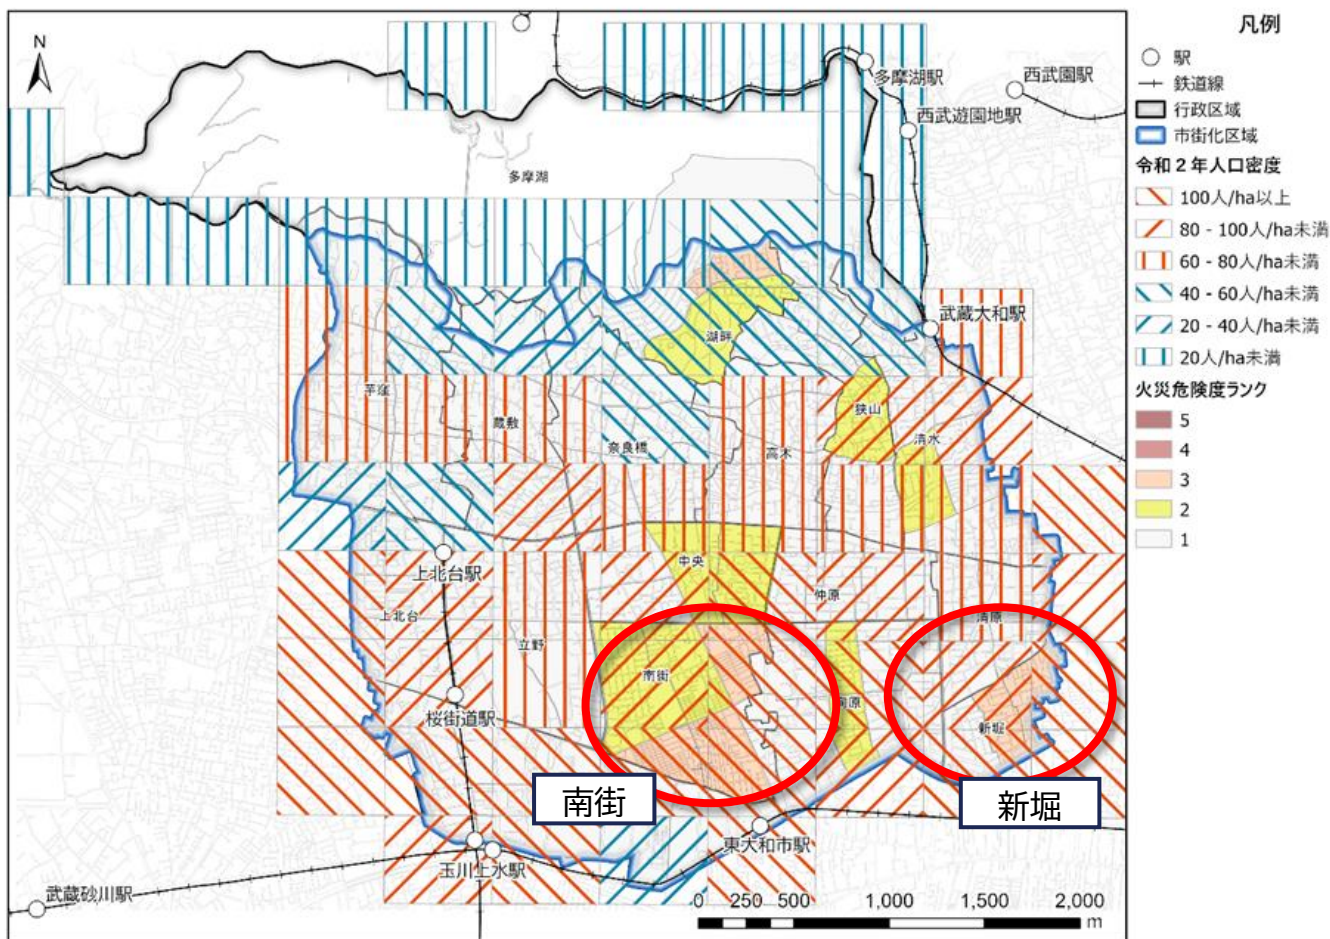 N
多摩湖駅
西武園駅
西武遊園地駅
多摩湖
武蔵大和駅
湖畔
芋窪
蔵敷
奈良橋
高木
狭山
清水
上北台駅
中央
仲原
清原
上北台
立野
南街
向原
新堀
桜街道駅
南街
新堀
東大和市駅
玉川上水駅
武蔵砂川駅
0 250 500 1,000 1,500 2,000
m
凡例
駅
鉄道線
行政区域
市街化区域
令和2年人口密度
100人/ha以上
80 - 100人/ha未満
60 - 80人/ha未満
40 - 60人/ha未満
20 - 40人/ha未満
20人/ha未満
火災危険度ランク
5
4
3
2
1